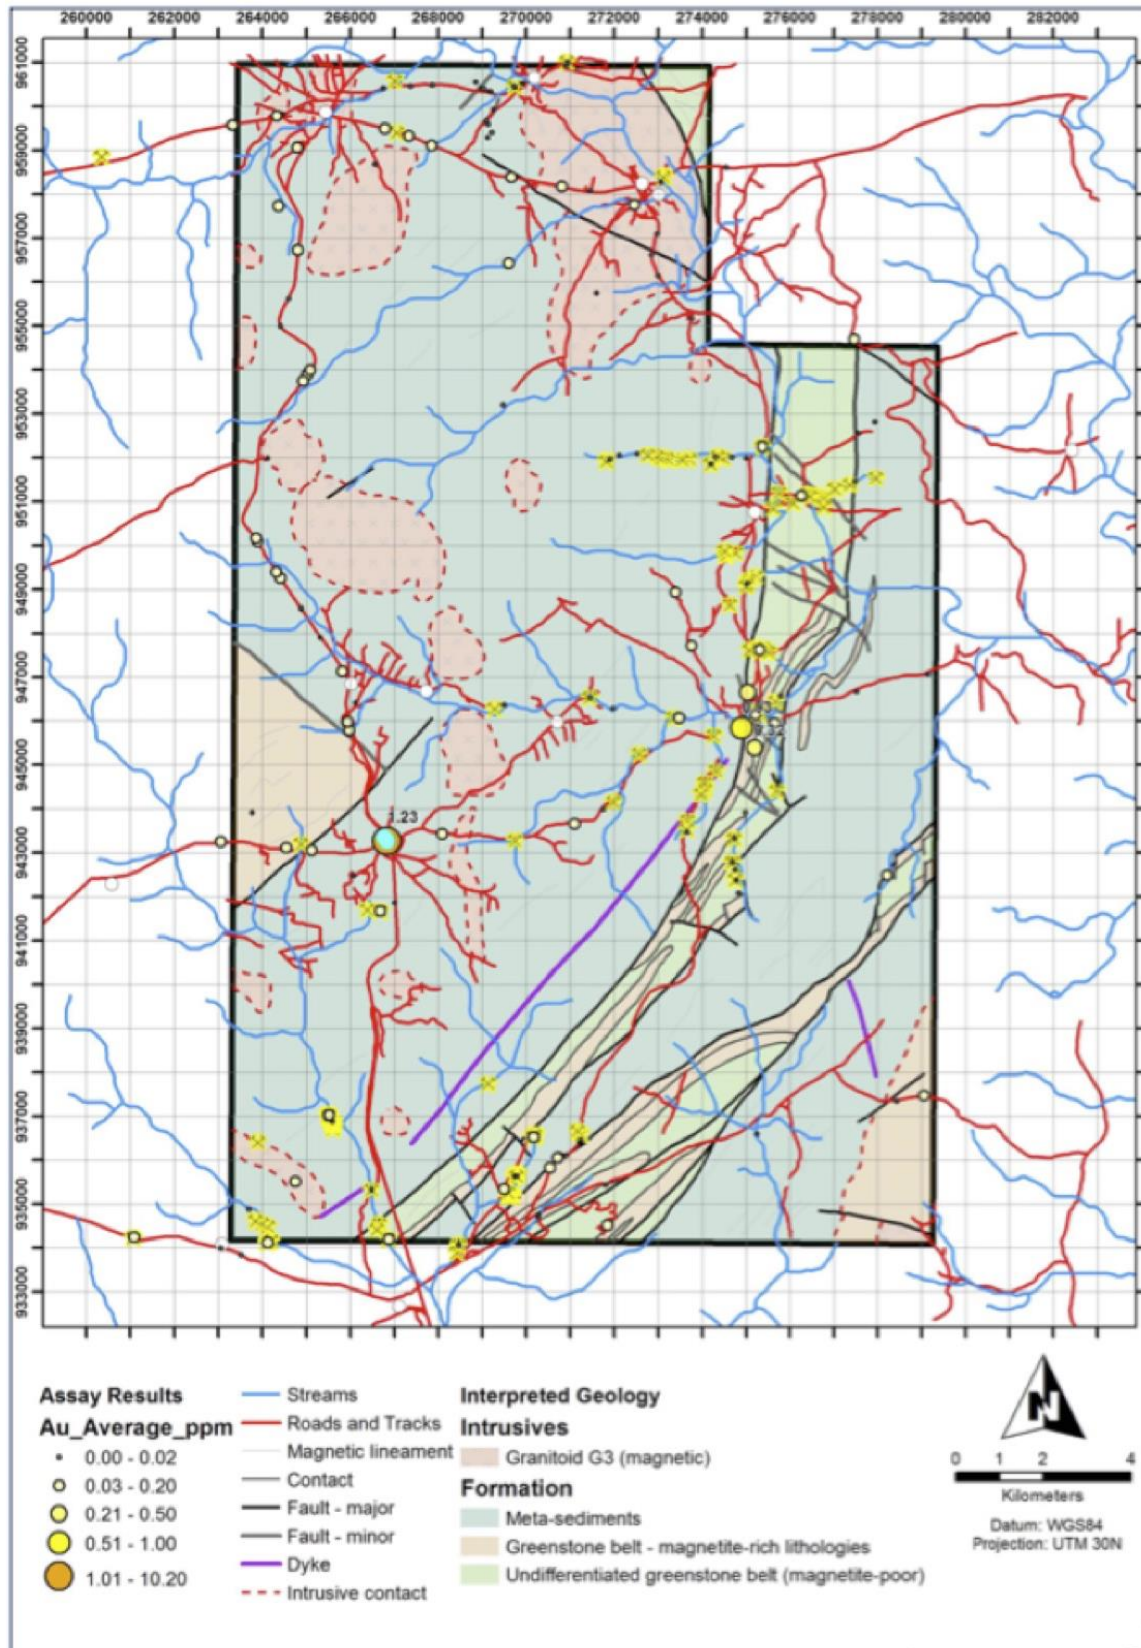 260000 262000 264000 266000 268000 270000 272000 274000 276000 278000 280000 282000
961000
959000
957000
955000
953000
951000
949000
947000
945000
943000
941000
939000
937000
935000
933000
1.23
Assay Results
Au_Average_ppm
0.00 - 0.02
0.03 - 0.20
0.21 - 0.50
0.51 - 1.00
1.01 - 10.20
Streams
Roads and Tracks
Magnetic lineament
Contact
Fault - major
Fault - minor
Dyke
Intrusive contact
Interpreted Geology
Intrusives
Granitoid G3 (magnetic)
Formation
Meta-sediments
Greenstone belt - magnetite-rich lithologies
Undifferentiated greenstone belt (magnetite-poor)
N
0 1 2 4
Kilometers
Datum: WGS84
Projection: UTM 30N